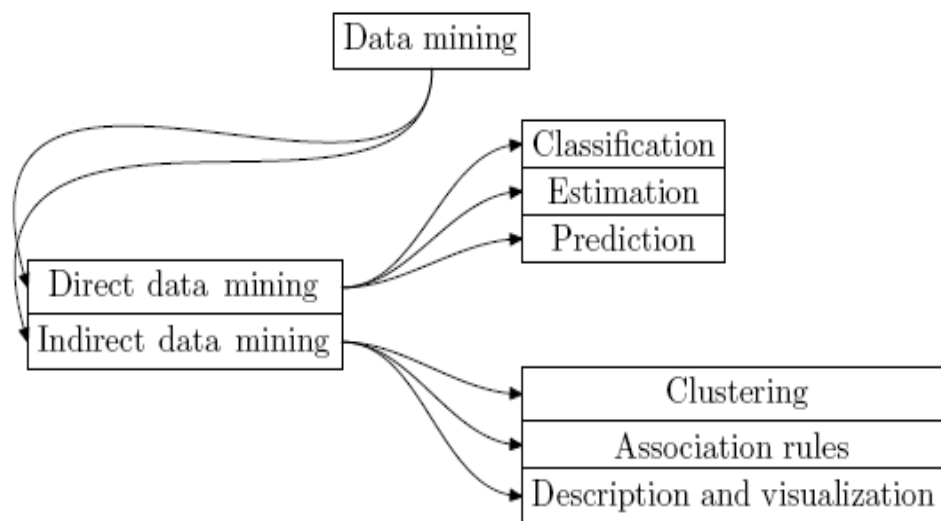 Data mining
Classification
Estimation
Prediction
Direct data mining
Indirect data mining
Clustering
Association rules
Description and visualization